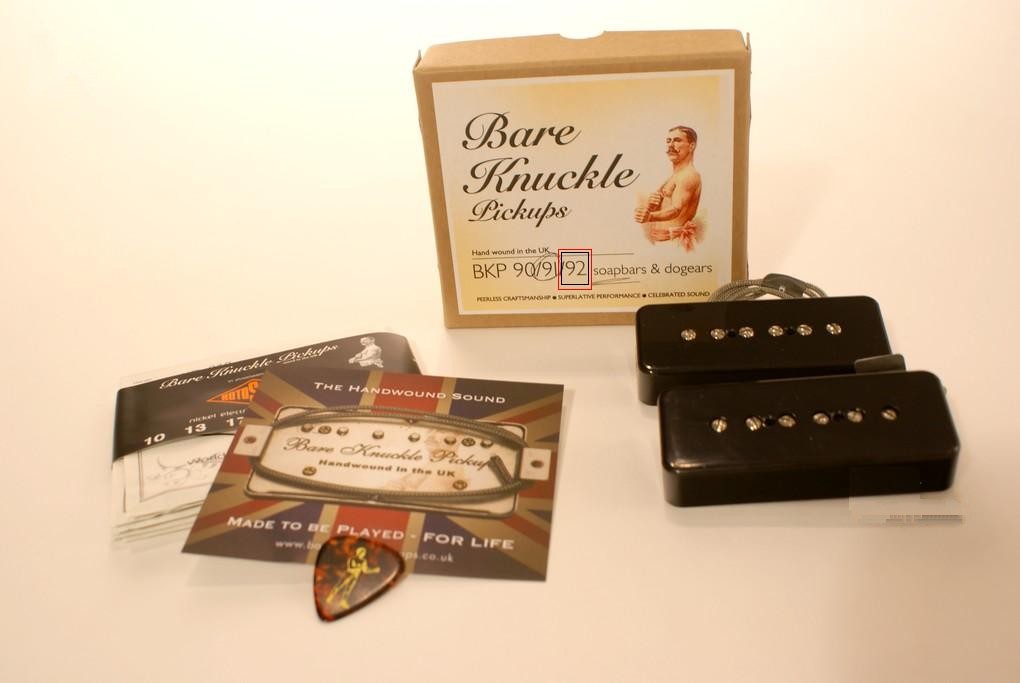 Bare
Knuckle
Pickups
Hand wound in the UK
BKP 90/91/92 soapbars & dogears
PEERLESS CRAFTSMANSHIP • SUPERLATIVE PERFORMANCE • CELEBRATED SOUND
Bare Knuckle Pickups
nickel
10 13
THE HANDWOUND SOUND
Bare Knuckle Pickups
Handwound in the UK
MADE TO BE PLAYED - FOR LIFE